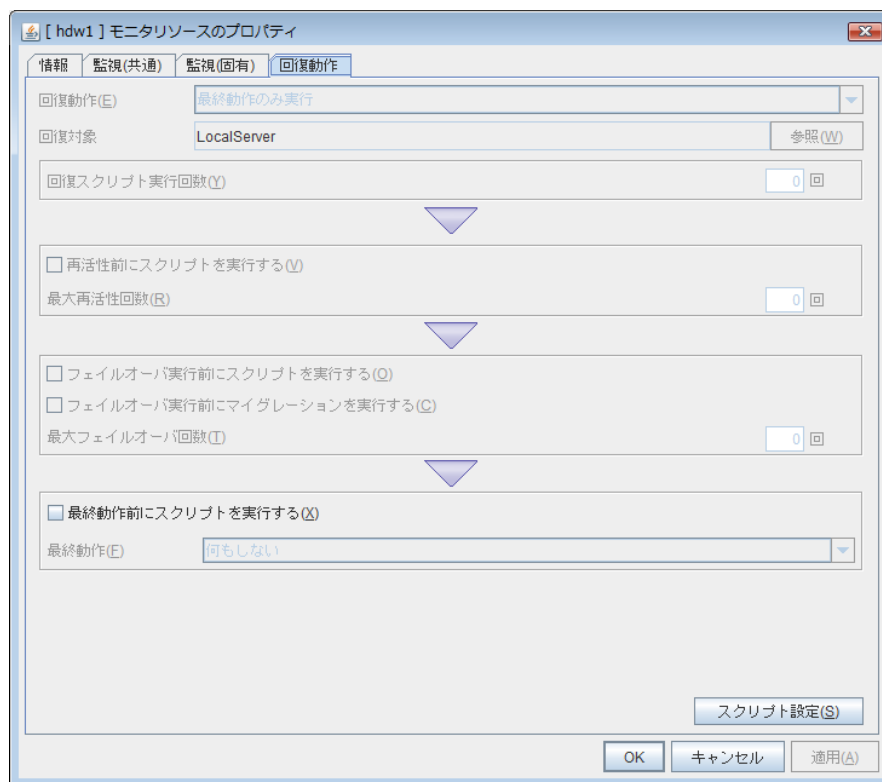 [ hdw1 ] モニタリソースのプロパティ
情報 監視(共通) 監視(固有) 回復動作
回復動作(E) 最終動作のみ実行
回復対象 LocalServer 参照(W)
回復スクリプト実行回数(Y) 0 回
再活性前にスクリプトを実行する(V)
最大再活性回数(R) 0 回
フェイルオーバ実行前にスクリプトを実行する(O)
フェイルオーバ実行前にマイグレーションを実行する(C)
最大フェイルオーバ回数(T) 0 回
最終動作前にスクリプトを実行する(X)
最終動作(F) 何もしない
スクリプト設定(S)
OK キャンセル 適用(A)